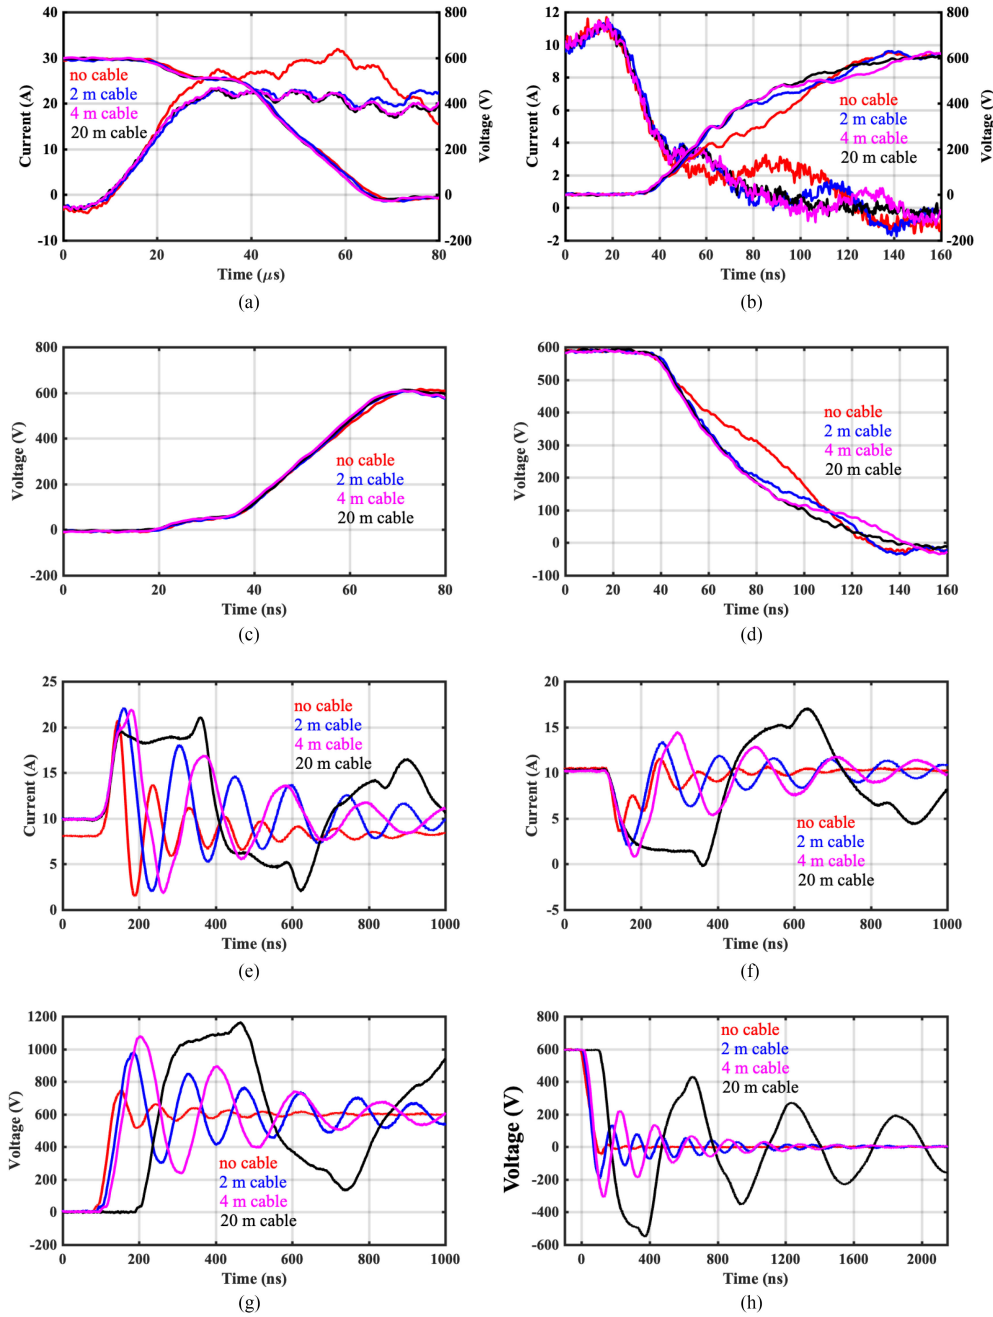 40
30
20
10
0
-10
800
600
400
200
0
-200
Current (A)
Voltage (V)
no cable
2 m cable
4 m cable
20 m cable
0 20 40 60 80
Time (μs)
(a)
12
10
8
6
4
2
0
-2
800
600
400
200
0
-200
Current (A)
Voltage (V)
no cable
2 m cable
4 m cable
20 m cable
0 20 40 60 80 100 120 140 160
Time (ns)
(b)
800
600
400
200
0
-200
Voltage (V)
no cable
2 m cable
4 m cable
20 m cable
0 20 40 60 80
Time (ns)
(c)
600
500
400
300
200
100
0
-100
Voltage (V)
no cable
2 m cable
4 m cable
20 m cable
0 20 40 60 80 100 120 140 160
Time (ns)
(d)
25
20
15
10
5
0
Current (A)
no cable
2 m cable
4 m cable
20 m cable
0 200 400 600 800 1000
Time (ns)
(e)
20
15
10
5
0
-5
Current (A)
no cable
2 m cable
4 m cable
20 m cable
0 200 400 600 800 1000
Time (ns)
(f)
1200
1000
800
600
400
200
0
-200
Voltage (V)
no cable
2 m cable
4 m cable
20 m cable
0 200 400 600 800 1000
Time (ns)
(g)
800
600
400
200
0
-200
-400
-600
Voltage (V)
no cable
2 m cable
4 m cable
20 m cable
0 400 800 1200 1600 2000
Time (ns)
(h)